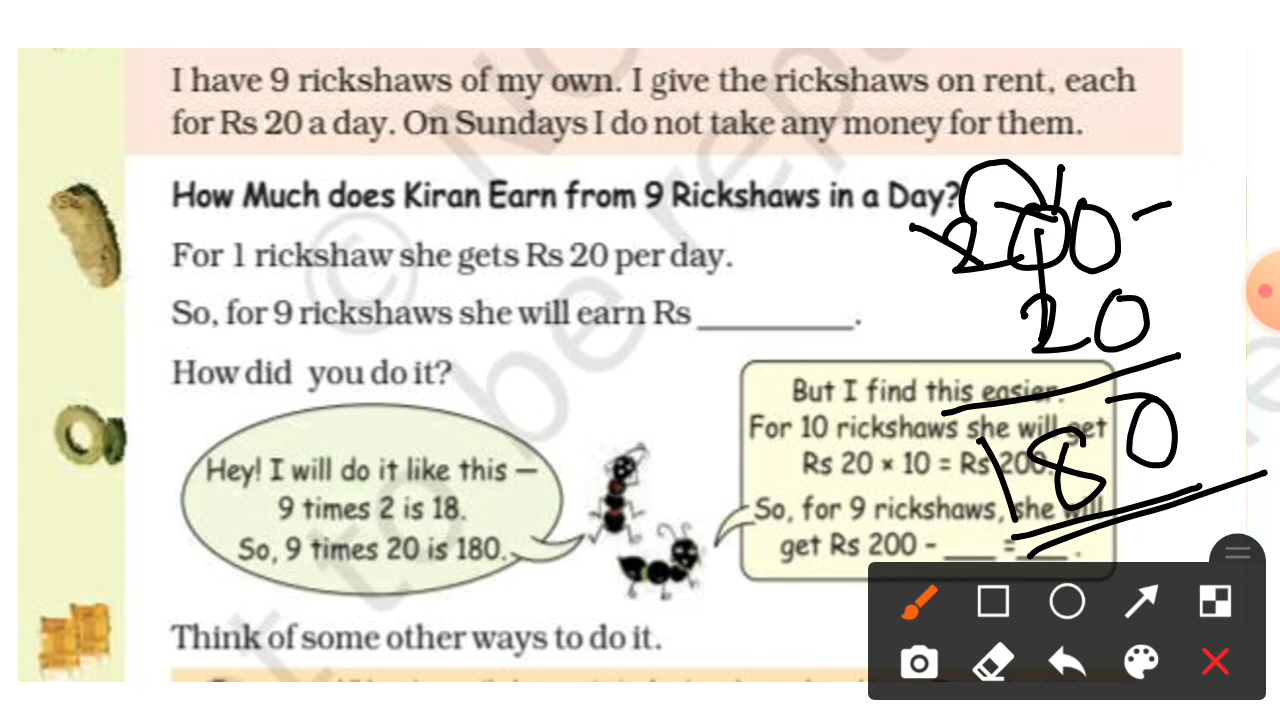 I have 9 rickshaws of my own. I give the rickshaws on rent, each
for Rs 20 a day. On Sundays I do not take any money for them.
How Much does Kiran Earn from 9 Rickshaws in a Day?
For 1 rickshaw she gets Rs 20 per day.
So, for 9 rickshaws she will earn Rs ________.
How did you do it?
Hey! I will do it like this –
9 times 2 is 18.
So, 9 times 20 is 180.
But I find this easier.
For 10 rickshaws she will get
Rs 20 × 10 = Rs 200.
So, for 9 rickshaws, she will
get Rs 200 - ____ = ____ .
200 -
20
180
Think of some other ways to do it.